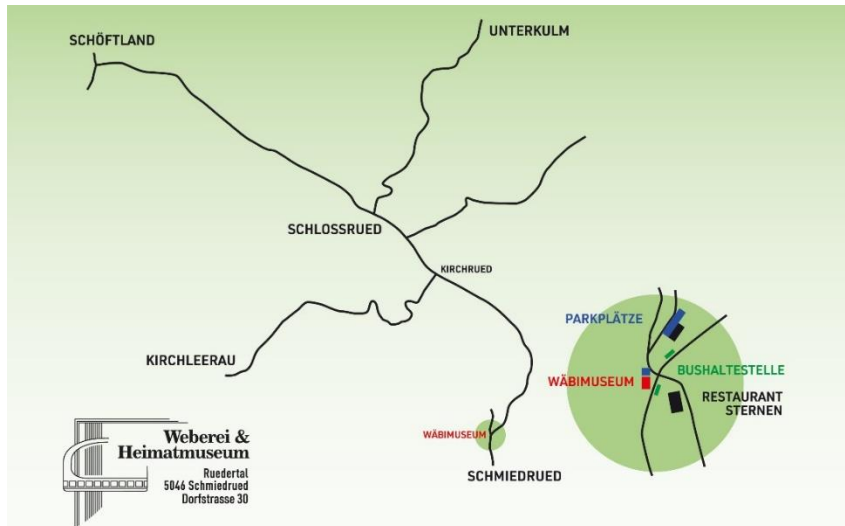 SCHÖFTLAND
UNTERKULM
SCHLOSSRUED
KIRCHRUED
KIRCHLEERAU
WÄBIMUSEUM
SCHMIEDRUED
PARKPLÄTZE
BUSHALTESTELLE
WÄBIMUSEUM
RESTAURANT
STERNEN
Weberei &
Heimatmuseum
Ruedertal
5046 Schmiedrued
Dorfstrasse 30